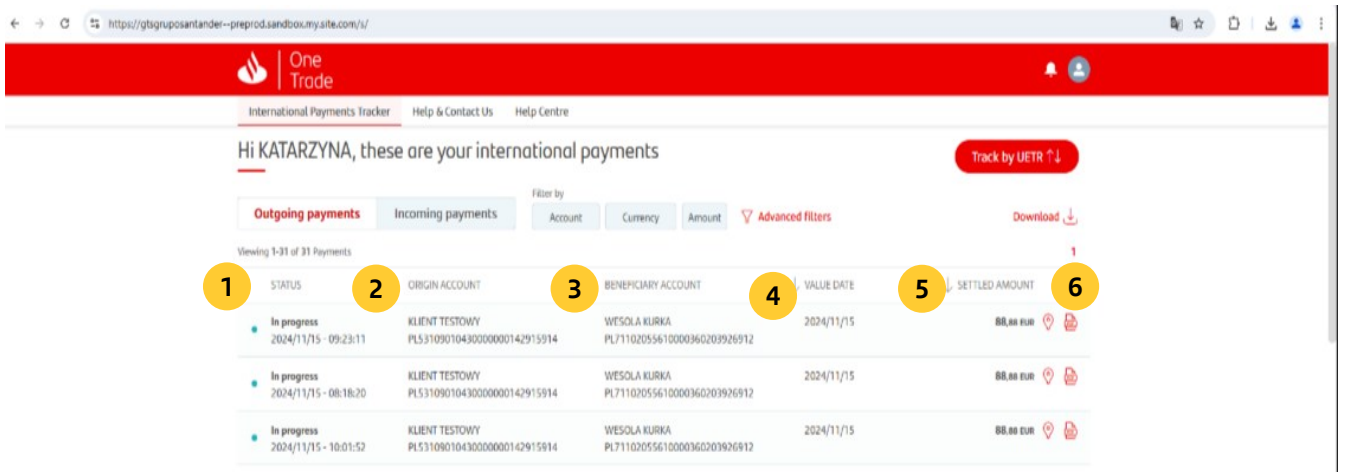 https://gtsgruposantander--preprod.sandbox.my.site.com/s/
One
Trade
International Payments Tracker Help & Contact Us Help Centre
Hi KATARZYNA, these are your international payments
Track by UETR
Filter by
Outgoing payments Incoming payments Account Currency Amount Advanced filters Download
Viewing 1-31 of 31 Payments 1
1 STATUS 2 ORIGIN ACCOUNT 3 BENEFICIARY ACCOUNT 4 VALUE DATE 5 SETTLED AMOUNT 6
In progress KLIENT TESTOWY WESOLA KURKA 2024/11/15 88,88 EUR
2024/11/15 - 09:23:11 PL53109010430000000142915914 PL71102055610000360203926912
In progress KLIENT TESTOWY WESOLA KURKA 2024/11/15 88,88 EUR
2024/11/15 - 08:18:20 PL53109010430000000142915914 PL71102055610000360203926912
In progress KLIENT TESTOWY WESOLA KURKA 2024/11/15 88,88 EUR
2024/11/15 - 10:01:52 PL53109010430000000142915914 PL71102055610000360203926912